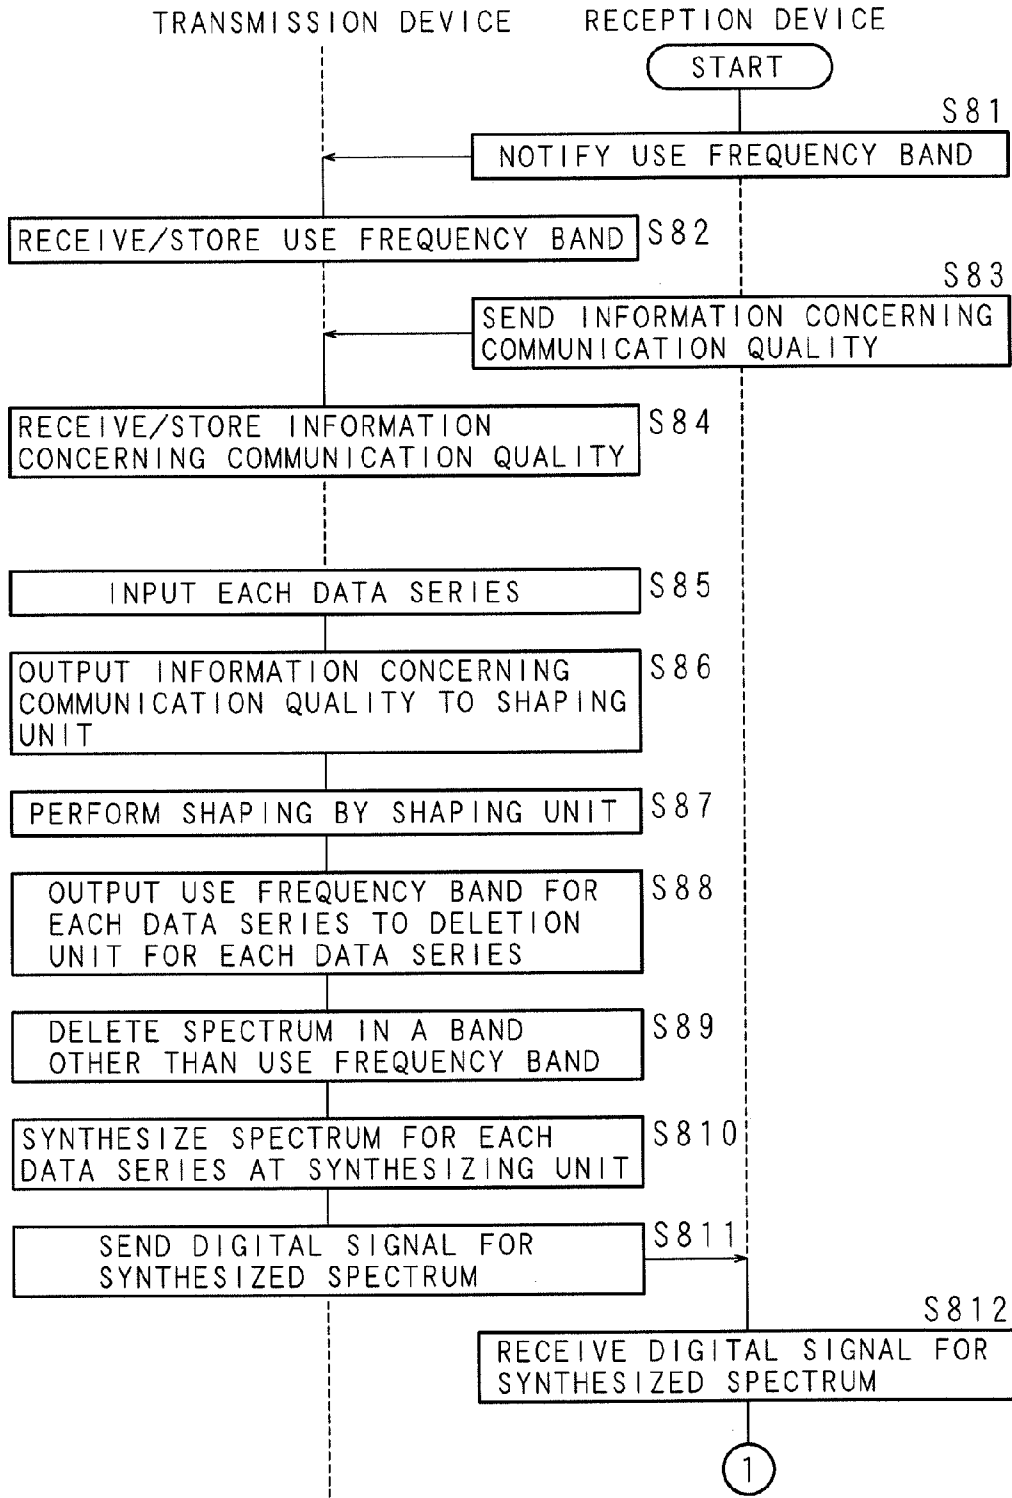 TRANSMISSION DEVICE
RECEPTION DEVICE
START
S81
NOTIFY USE FREQUENCY BAND
RECEIVE/STORE USE FREQUENCY BAND
S82
S83
SEND INFORMATION CONCERNING
COMMUNICATION QUALITY
RECEIVE/STORE INFORMATION
CONCERNING COMMUNICATION QUALITY
S84
INPUT EACH DATA SERIES
S85
OUTPUT INFORMATION CONCERNING
COMMUNICATION QUALITY TO SHAPING
UNIT
S86
PERFORM SHAPING BY SHAPING UNIT
S87
OUTPUT USE FREQUENCY BAND FOR
EACH DATA SERIES TO DELETION
UNIT FOR EACH DATA SERIES
S88
DELETE SPECTRUM IN A BAND
OTHER THAN USE FREQUENCY BAND
S89
SYNTHESIZE SPECTRUM FOR EACH
DATA SERIES AT SYNTHESIZING UNIT
S810
SEND DIGITAL SIGNAL FOR
SYNTHESIZED SPECTRUM
S811
S812
RECEIVE DIGITAL SIGNAL FOR
SYNTHESIZED SPECTRUM
1